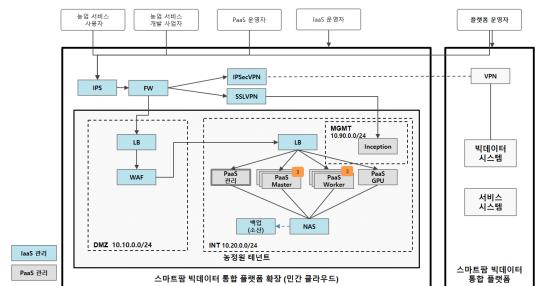 농업 서비스
사용자
농업 서비스
개발 사업자
PaaS 운영자
IaaS 운영자
플랫폼 운영자
IPS
FW
IPSecVPN
SSLVPN
VPN
LB
WAF
LB
MGMT
10.90.0.0/24
Inception
PaaS
관리
PaaS
Master
3
PaaS
Worker
3
PaaS
GPU
백업
(소산)
NAS
DMZ 10.10.0.0/24
INT 10.20.0.0/24
농정원 테넌트
빅데이터
시스템
서비스
시스템
IaaS 관리
PaaS 관리
스마트팜 빅데이터 통합 플랫폼 확장 (민간 클라우드)
스마트팜 빅데이터
통합 플랫폼